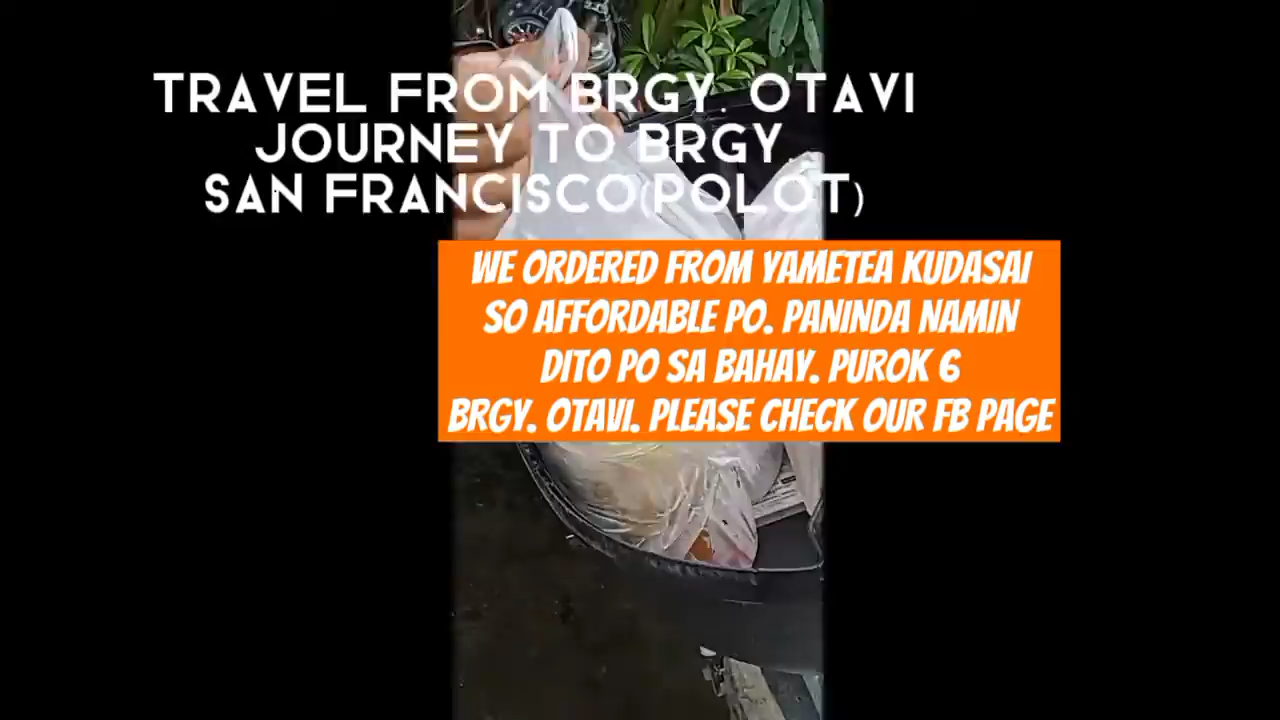 TRAVEL FROM BRGY. OTAVI
JOURNEY TO BRGY.
SAN FRANCISCO(POLOT)
WE ORDERED FROM YAMETEA KUDASAI
SO AFFORDABLE PO. PANINDA NAMIN
DITO PO SA BAHAY. PUROK 6
BRGY. OTAVI. PLEASE CHECK OUR FB PAGE